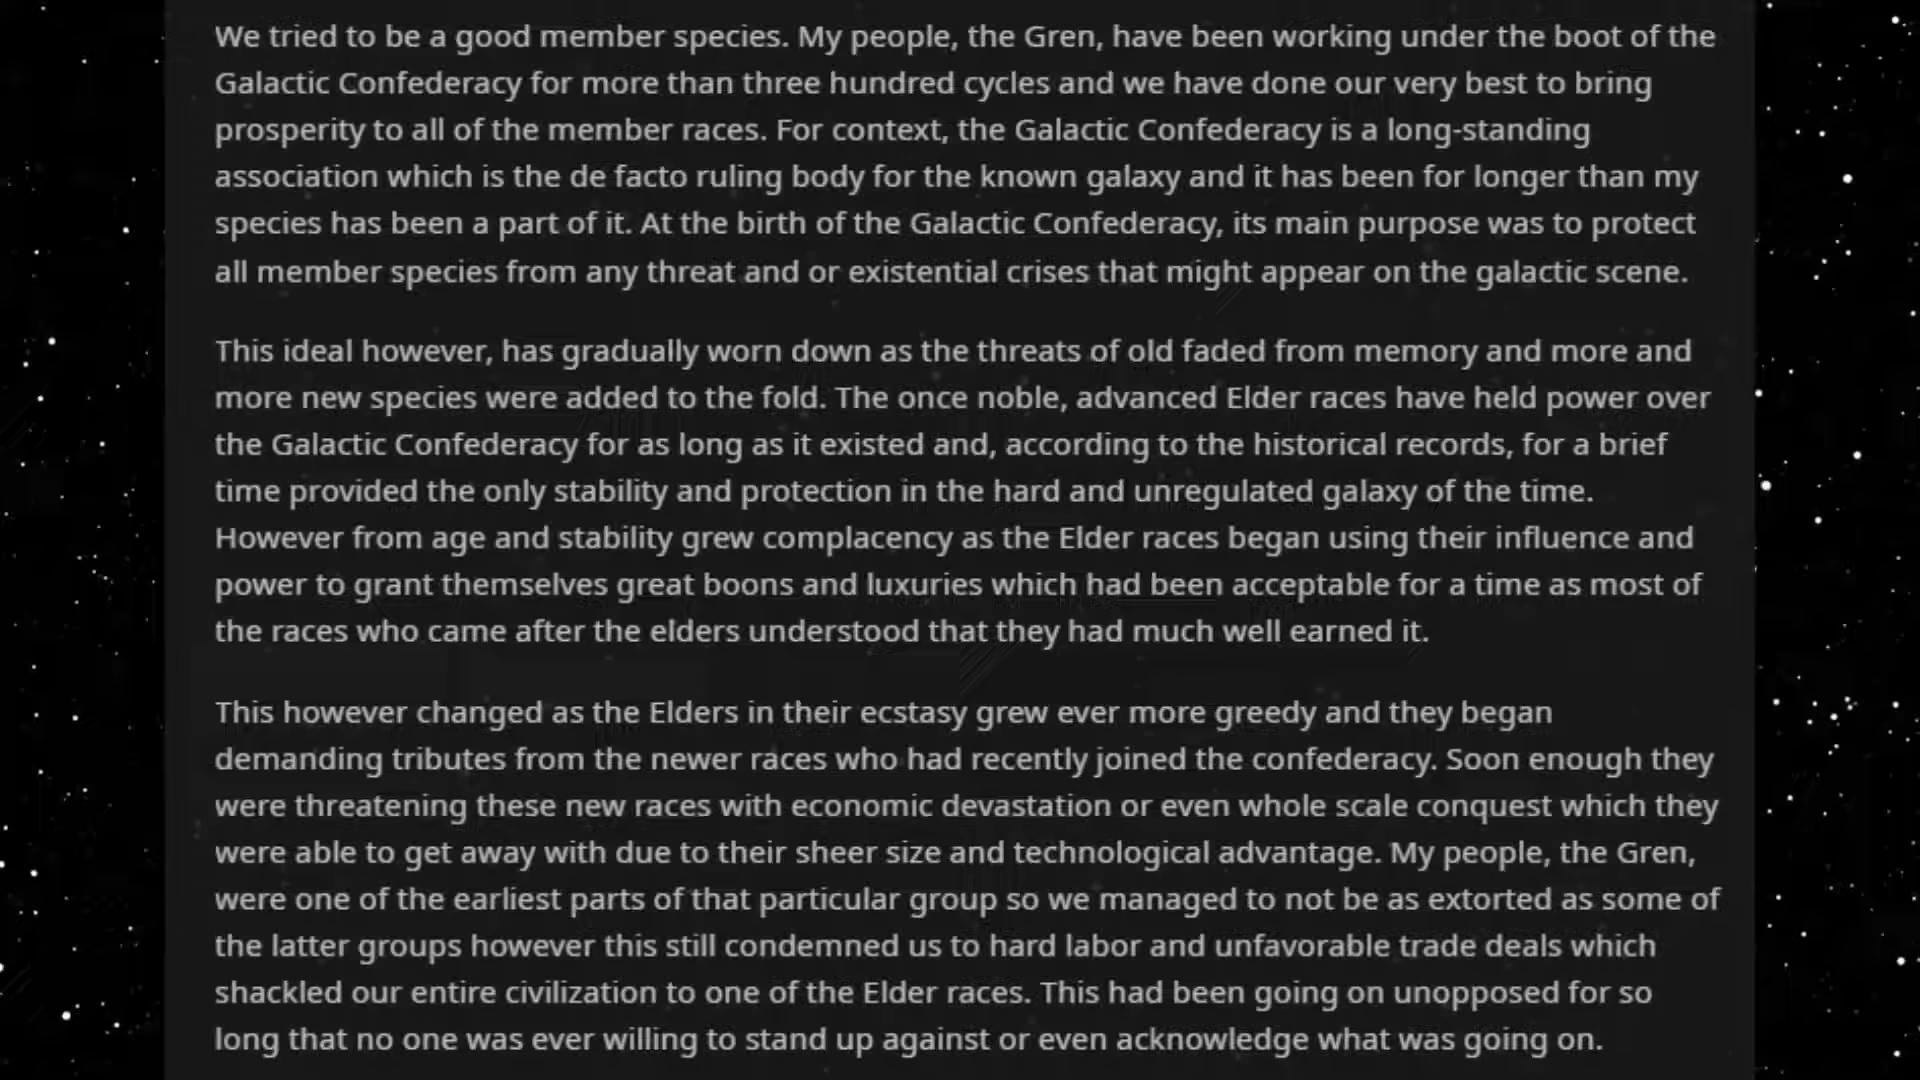 We tried to be a good member species. My people, the Gren, have been working under the boot of the
Galactic Confederacy for more than three hundred cycles and we have done our very best to bring
prosperity to all of the member races. For context, the Galactic Confederacy is a long-standing
association which is the de facto ruling body for the known galaxy and it has been for longer than my
species has been a part of it. At the birth of the Galactic Confederacy, its main purpose was to protect
all member species from any threat and or existential crises that might appear on the galactic scene.
This ideal however, has gradually worn down as the threats of old faded from memory and more and
more new species were added to the fold. The once noble, advanced Elder races have held power over
the Galactic Confederacy for as long as it existed and, according to the historical records, for a brief
time provided the only stability and protection in the hard and unregulated galaxy of the time.
However from age and stability grew complacency as the Elder races began using their influence and
power to grant themselves great boons and luxuries which had been acceptable for a time as most of
the races who came after the elders understood that they had much well earned it.
This however changed as the Elders in their ecstasy grew ever more greedy and they began
demanding tributes from the newer races who had recently joined the confederacy. Soon enough they
were threatening these new races with economic devastation or even whole scale conquest which they
were able to get away with due to their sheer size and technological advantage. My people, the Gren,
were one of the earliest parts of that particular group so we managed to not be as extorted as some of
the latter groups however this still condemned us to hard labor and unfavorable trade deals which
shackled our entire civilization to one of the Elder races. This had been going on unopposed for so
long that no one was ever willing to stand up against or even acknowledge what was going on.